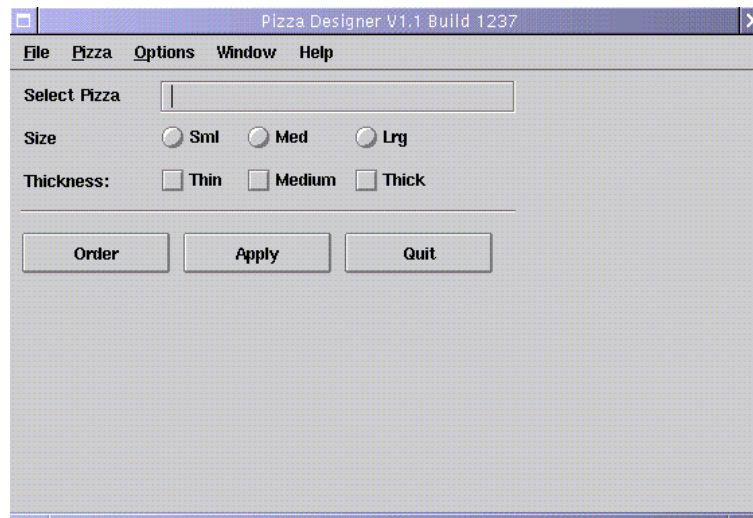 Pizza Designer V1.1 Build 1237
File Pizza Options Window Help
Select Pizza
Size Sml Med Lrg
Thickness: Thin Medium Thick
Order Apply Quit